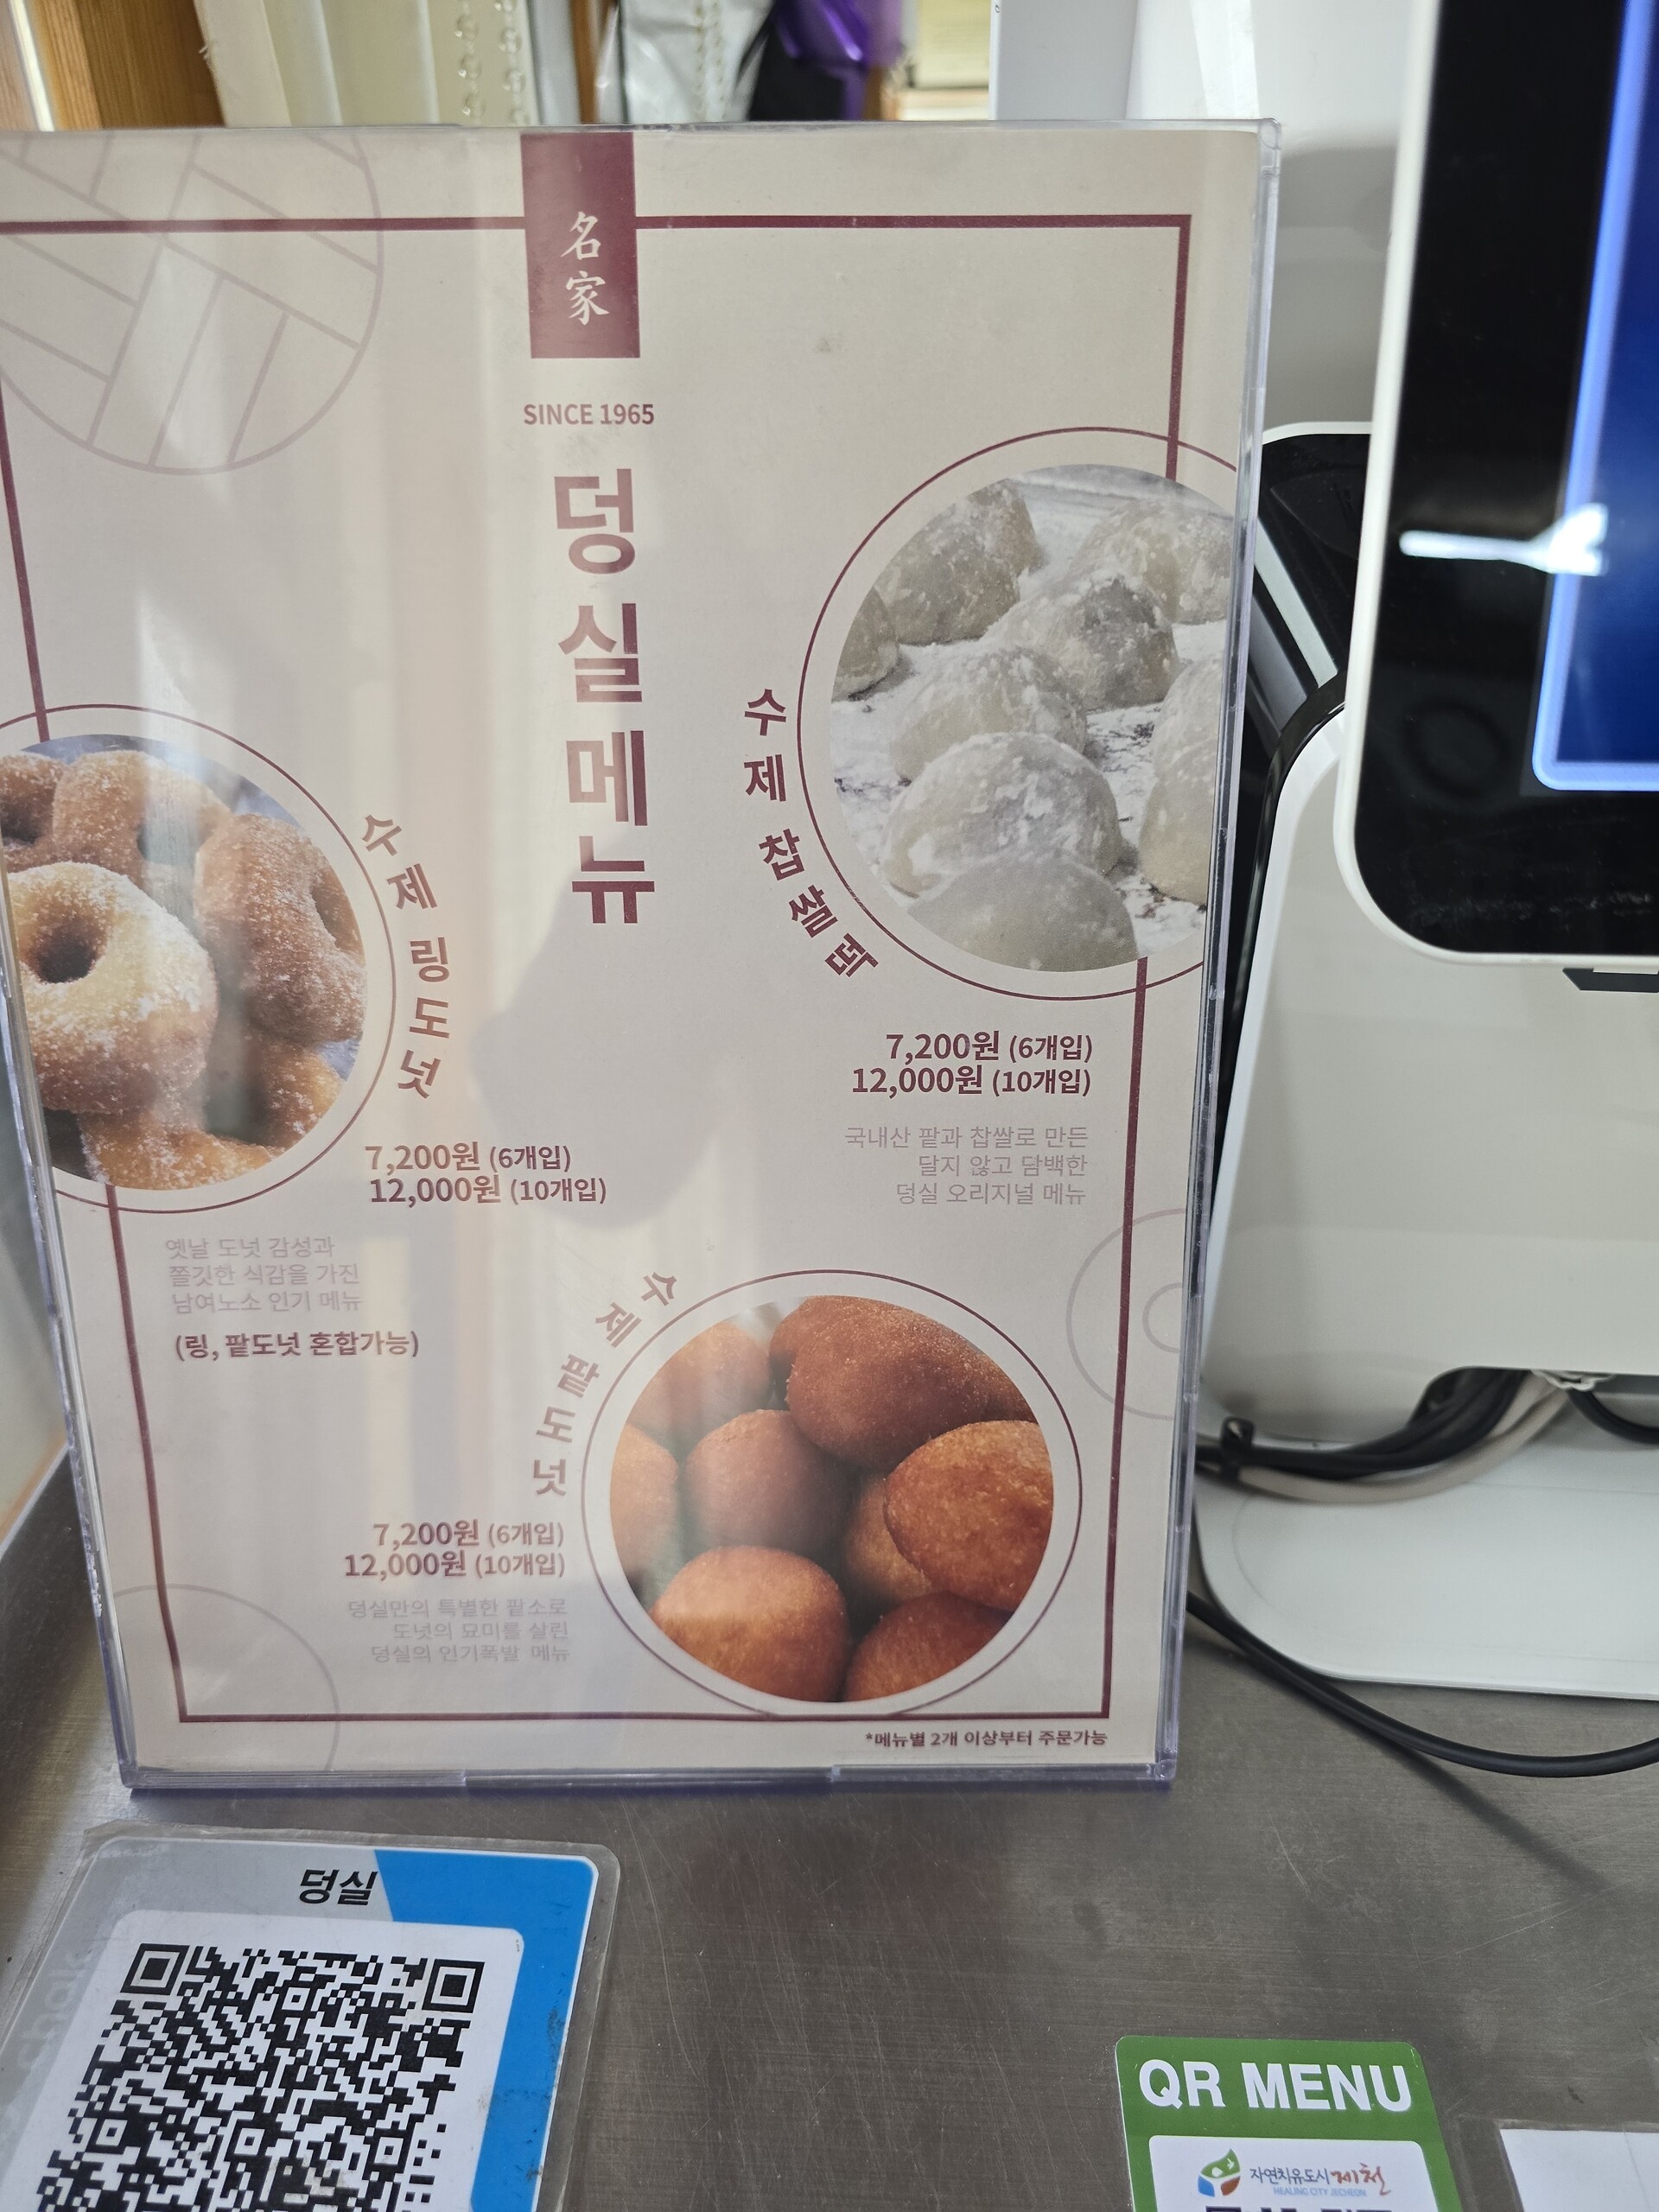 名
家
SINCE 1965
덩실메뉴
수제 찹쌀떡
7,200원 (6개입)
12,000원 (10개입)
국내산 팥과 찹쌀로 만든
달지 않고 담백한
덩실 오리지널 메뉴
수제 링도넛
7,200원 (6개입)
12,000원 (10개입)
옛날 도넛 감성과
쫄깃한 식감을 가진
남여노소 인기 메뉴
(링, 팥도넛 혼합가능)
수제 팥도넛
7,200원 (6개입)
12,000원 (10개입)
덩실만의 특별한 팥소로
도넛의 묘미를 살린
덩실의 인기폭발 메뉴
*메뉴별 2개 이상부터 주문가능
덩실
QR MENU
자연치유도시 제천
HEALING CITY JECHEON